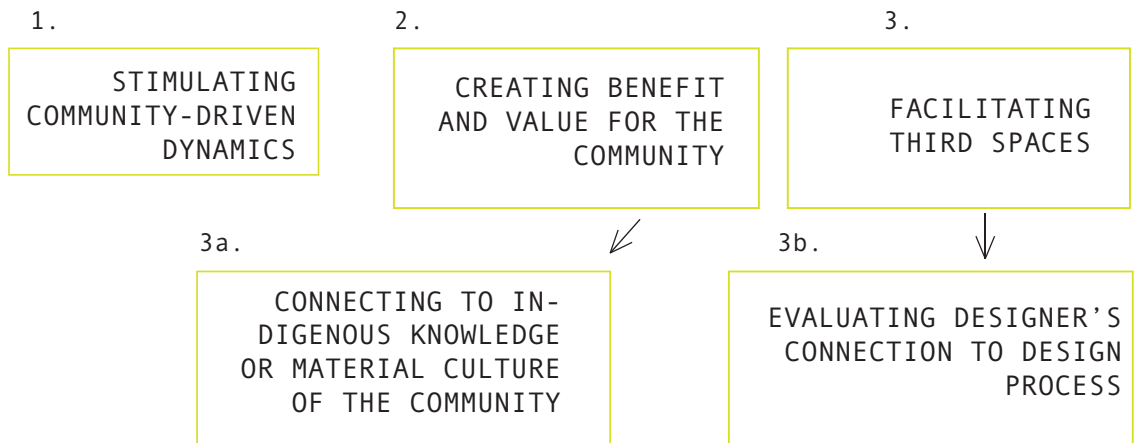 1.
STIMULATING
COMMUNITY-DRIVEN
DYNAMICS
2.
CREATING BENEFIT
AND VALUE FOR THE
COMMUNITY
3.
FACILITATING
THIRD SPACES
3a.
CONNECTING TO IN-
DIGENOUS KNOWLEDGE
OR MATERIAL CULTURE
OF THE COMMUNITY
3b.
EVALUATING DESIGNER'S
CONNECTION TO DESIGN
PROCESS